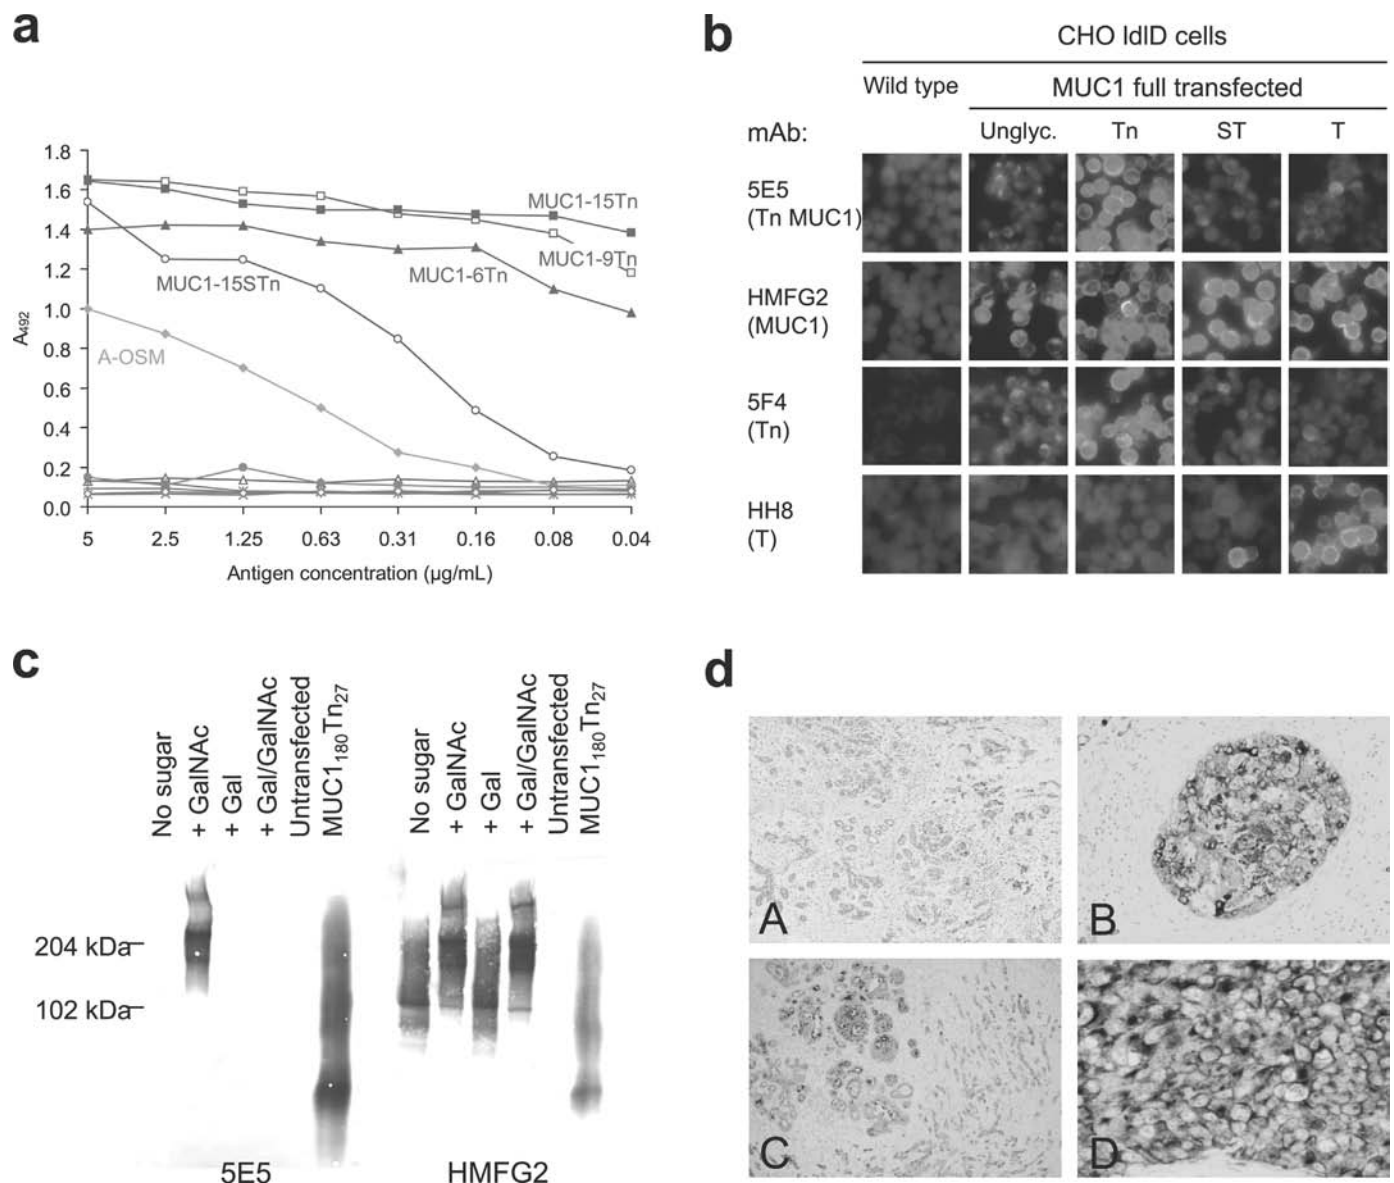 a
1.8
1.6
1.4
1.2
1.0
0.8
0.6
0.4
0.2
0.0
A492
MUC1-15Tn
MUC1-9Tn
MUC1-6Tn
MUC1-15STn
A-OSM
5 2.5 1.25 0.63 0.31 0.16 0.08 0.04
Antigen concentration (µg/mL)
b
CHO ldlD cells
Wild type MUC1 full transfected
mAb: Unglyc. Tn ST T
5E5
(Tn MUC1)
HMFG2
(MUC1)
5F4
(Tn)
HH8
(T)
c
No sugar
+ GalNAc
+ Gal
+ Gal/GalNAc
Untransfected
MUC1180Tn27
No sugar
+ GalNAc
+ Gal
+ Gal/GalNAc
Untransfected
MUC1180Tn27
204 kDa
102 kDa
5E5 HMFG2
d
A B
C D